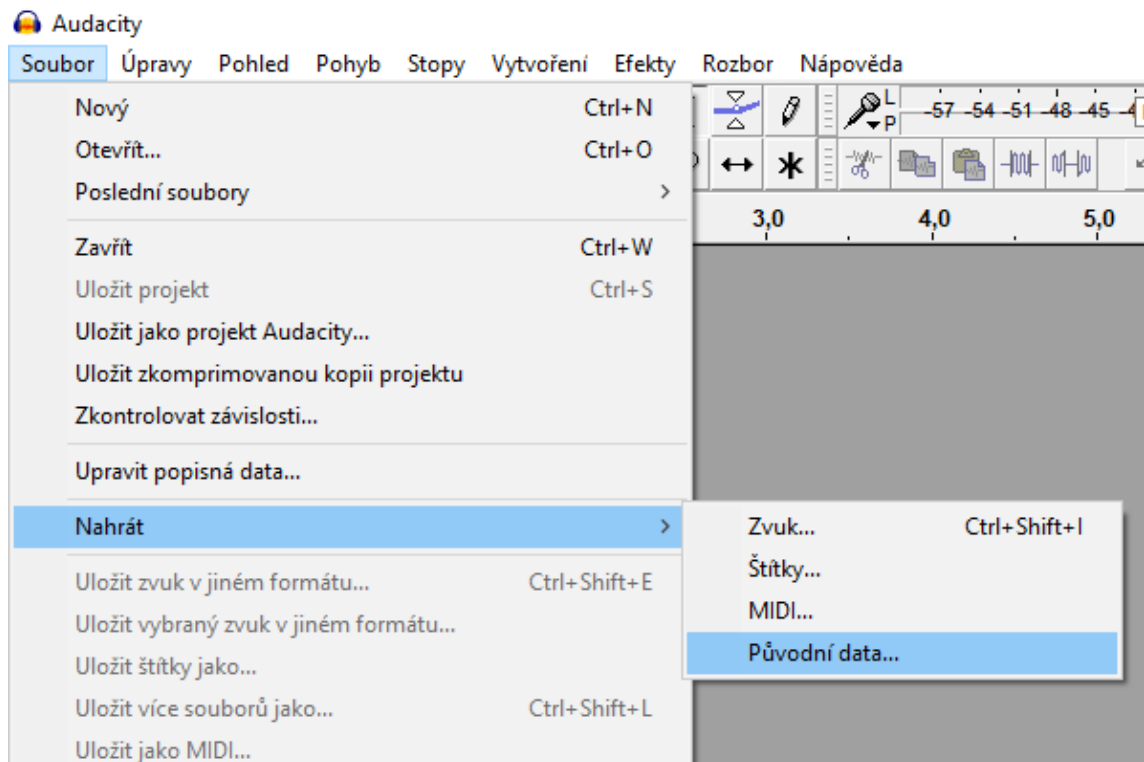 Audacity
Soubor Úpravy Pohled Pohyb Stopy Vytvoření Efekty Rozbor Nápověda
Nový Ctrl+N
Otevřít... Ctrl+O
Poslední soubory
Zavřít Ctrl+W
Uložit projekt Ctrl+S
Uložit jako projekt Audacity...
Uložit zkomprimovanou kopii projektu
Zkontrolovat závislosti...
Upravit popisná data...
Nahrát
Uložit zvuk v jiném formátu... Ctrl+Shift+E
Uložit vybraný zvuk v jiném formátu...
Uložit štítky jako...
Uložit více souborů jako... Ctrl+Shift+L
Uložit jako MIDI...
Zvuk... Ctrl+Shift+I
Štítky...
MIDI...
Původní data...
L
P
-57 -54 -51 -48 -45
3,0 4,0 5,0